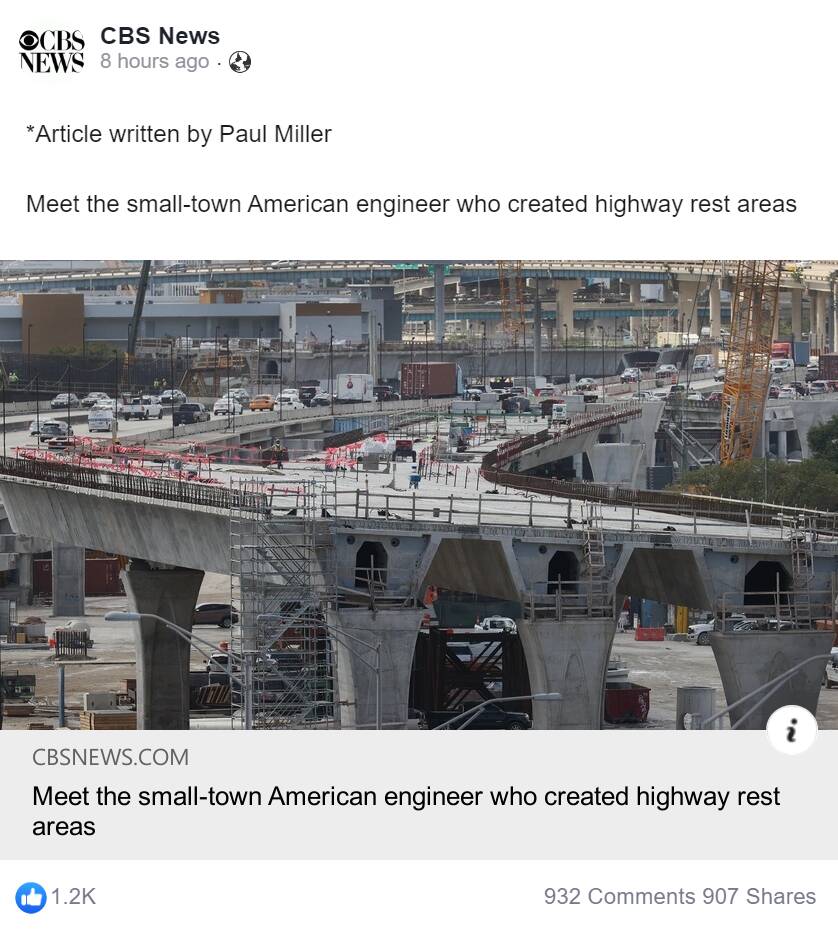 CBS NEWS
CBS News
8 hours ago ·
*Article written by Paul Miller
Meet the small-town American engineer who created highway rest areas
i
CBSNEWS.COM
Meet the small-town American engineer who created highway rest
areas
1.2K
932 Comments 907 Shares